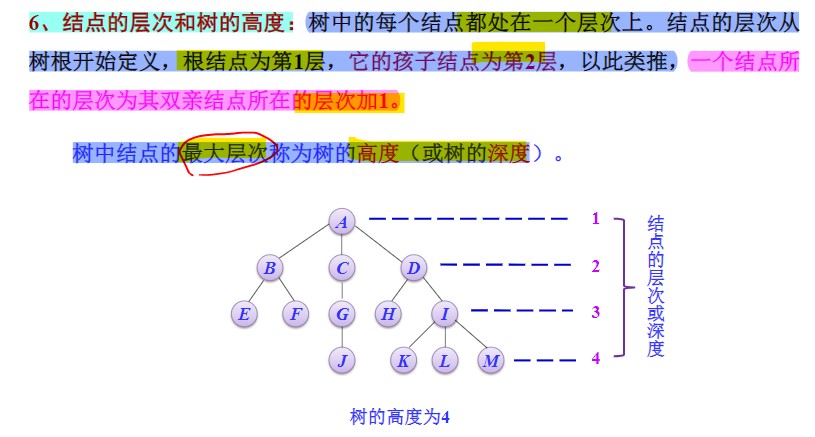 6、结点的层次和树的高度：树中的每个结点都处在一个层次上。结点的层次从
树根开始定义，根结点为第1层，它的孩子结点为第2层，以此类推，一个结点所
在的层次为其双亲结点所在的层次加1。
树中结点的最大层次称为树的高度（或树的深度）。
A 1
B C D 2
E F G H I 3
J K L M 4
结点的层次或深度
树的高度为4